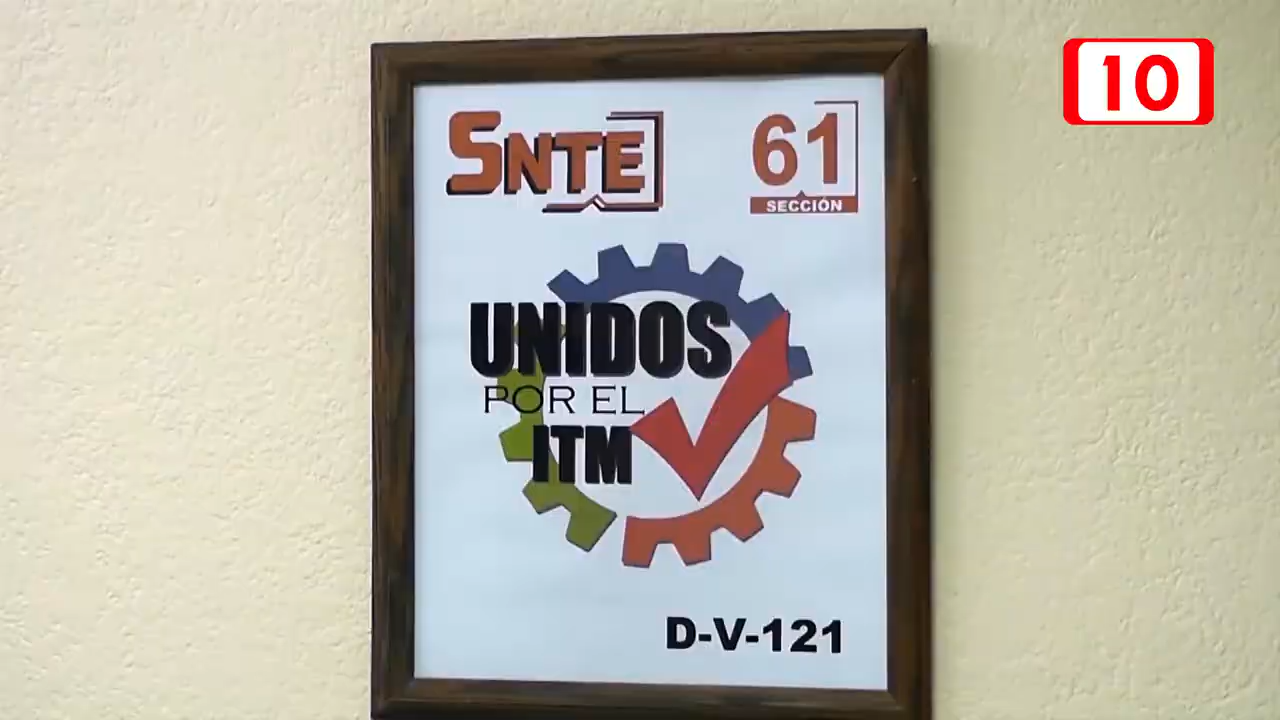 10
SNTE
61
SECCIÓN
UNIDOS
POR EL
ITM
D-V-121